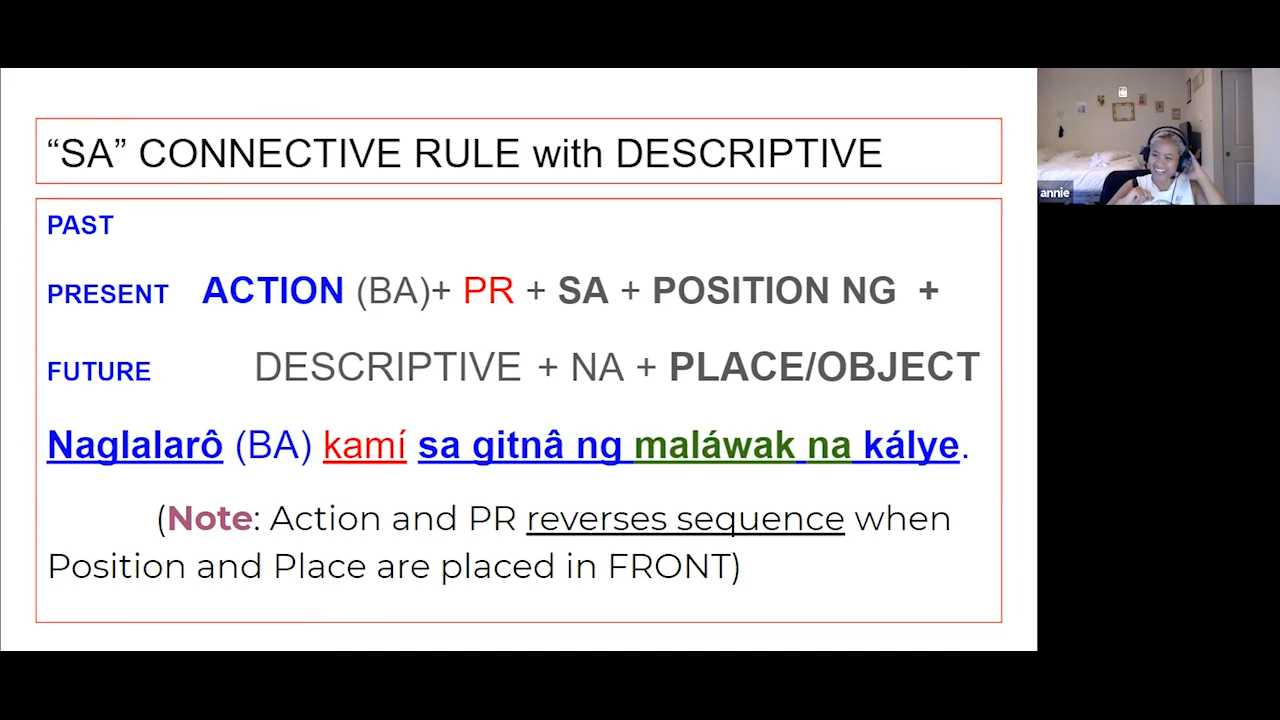 “SA” CONNECTIVE RULE with DESCRIPTIVE
PAST
PRESENT ACTION (BA)+ PR + SA + POSITION NG +
FUTURE DESCRIPTIVE + NA + PLACE/OBJECT
Naglalarô (BA) kamí sa gitnâ ng maláwak na kálye.
(Note: Action and PR reverses sequence when
Position and Place are placed in FRONT)
annie